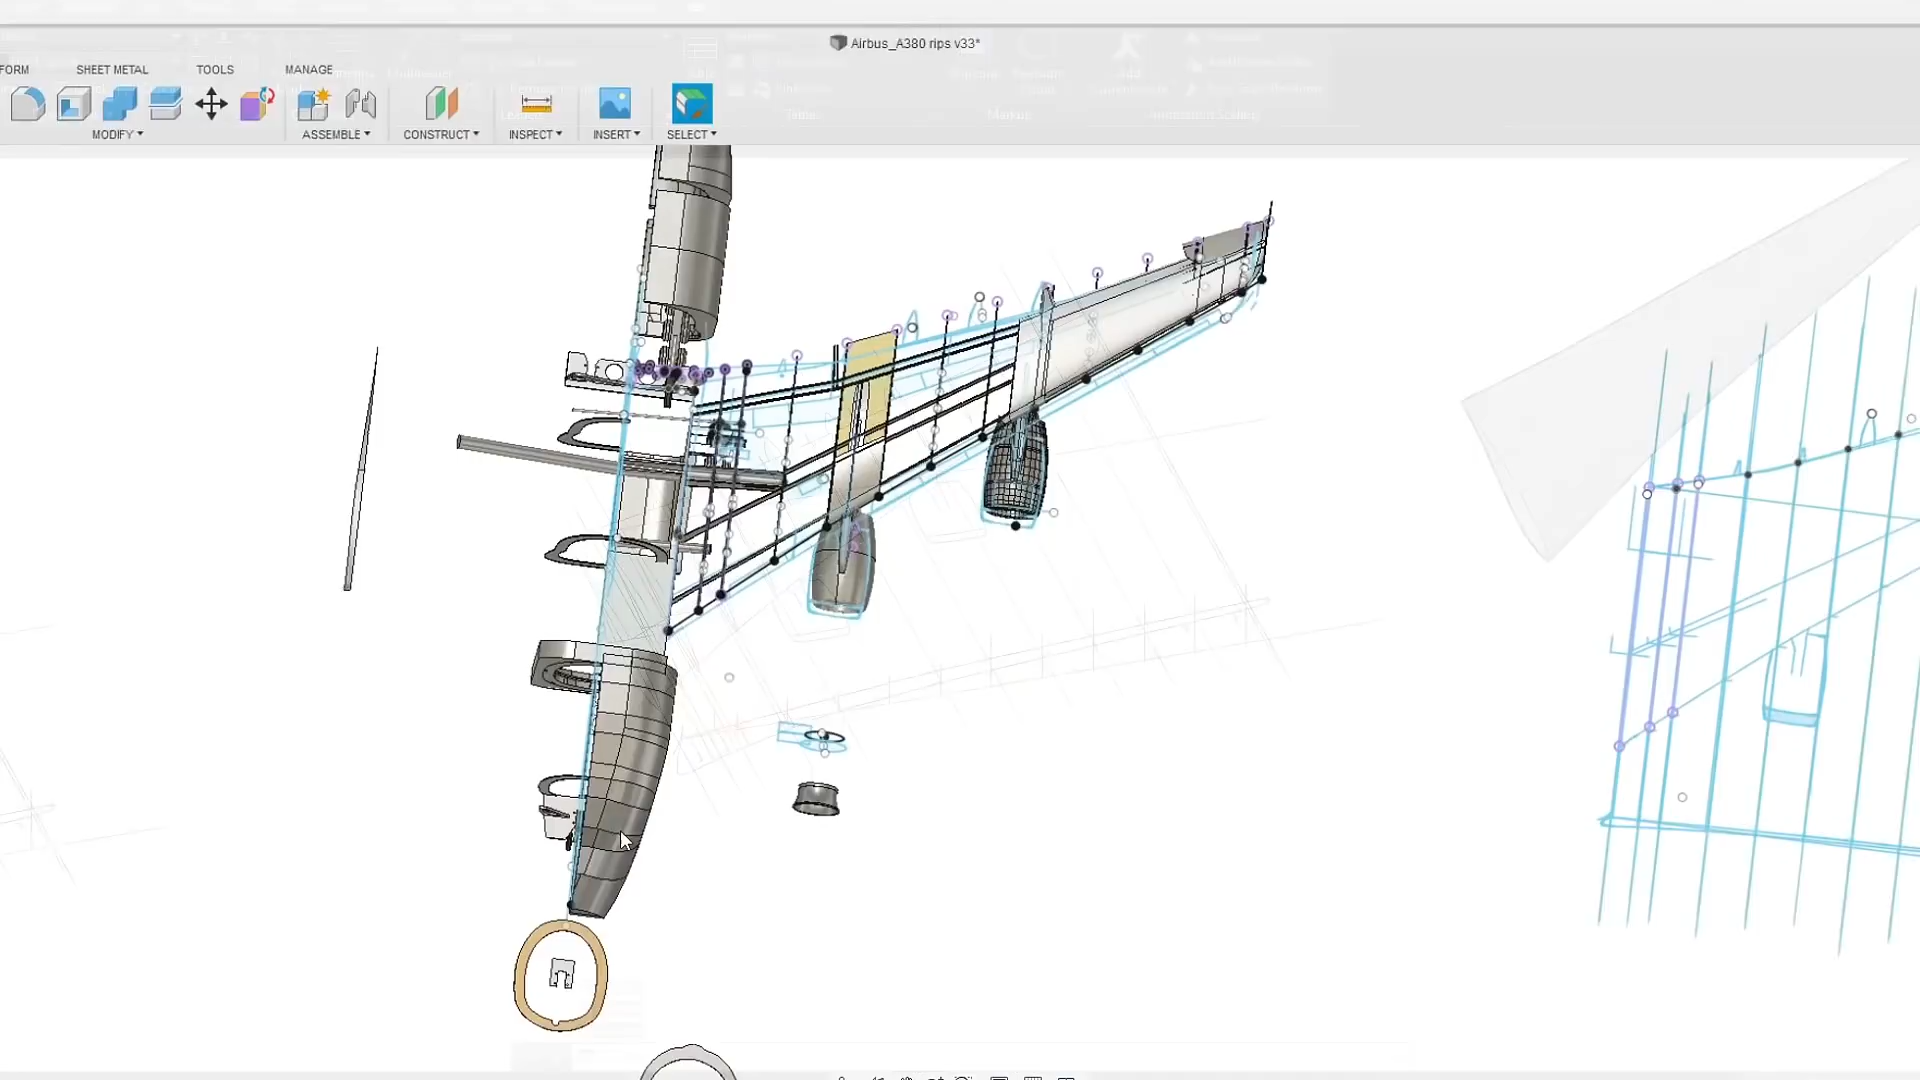 Airbus_A380 rips v33*
FORM SHEET METAL TOOLS MANAGE
MODIFY ASSEMBLE CONSTRUCT INSPECT INSERT SELECT